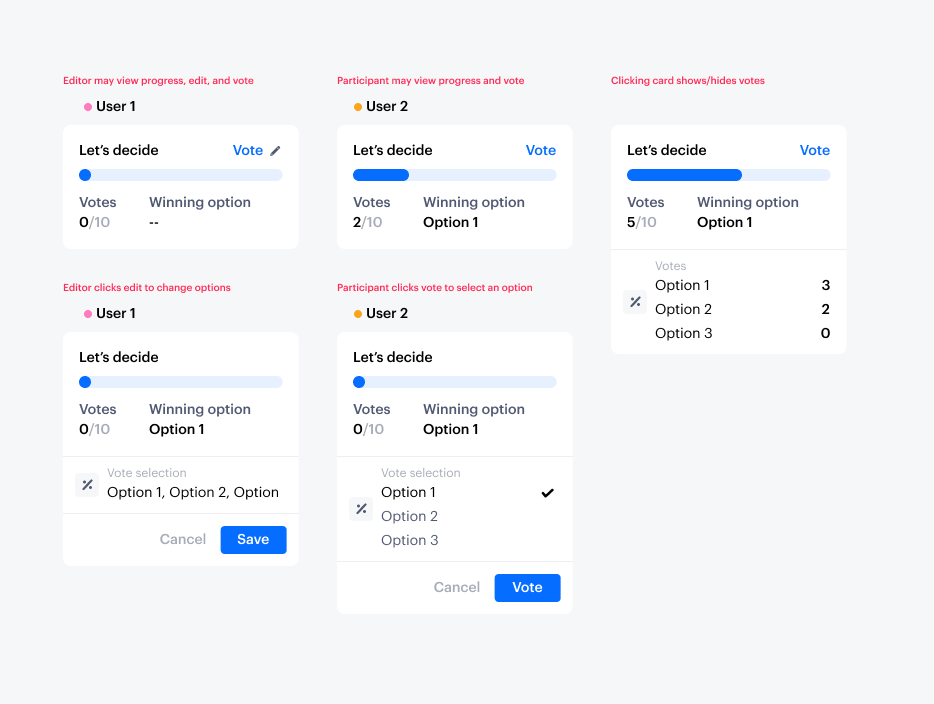 Editor may view progress, edit, and vote
User 1
Let's decide
Vote
Votes
Winning option
0/10
--
Participant may view progress and vote
User 2
Let's decide
Vote
Votes
Winning option
2/10
Option 1
Clicking card shows/hides votes
Let's decide
Vote
Votes
Winning option
5/10
Option 1
Votes
Option 1
3
Option 2
2
Option 3
0
Editor clicks edit to change options
User 1
Let's decide
Votes
Winning option
0/10
Option 1
Vote selection
Option 1, Option 2, Option
Cancel
Save
Participant clicks vote to select an option
User 2
Let's decide
Votes
Winning option
0/10
Option 1
Vote selection
Option 1
Option 2
Option 3
Cancel
Vote